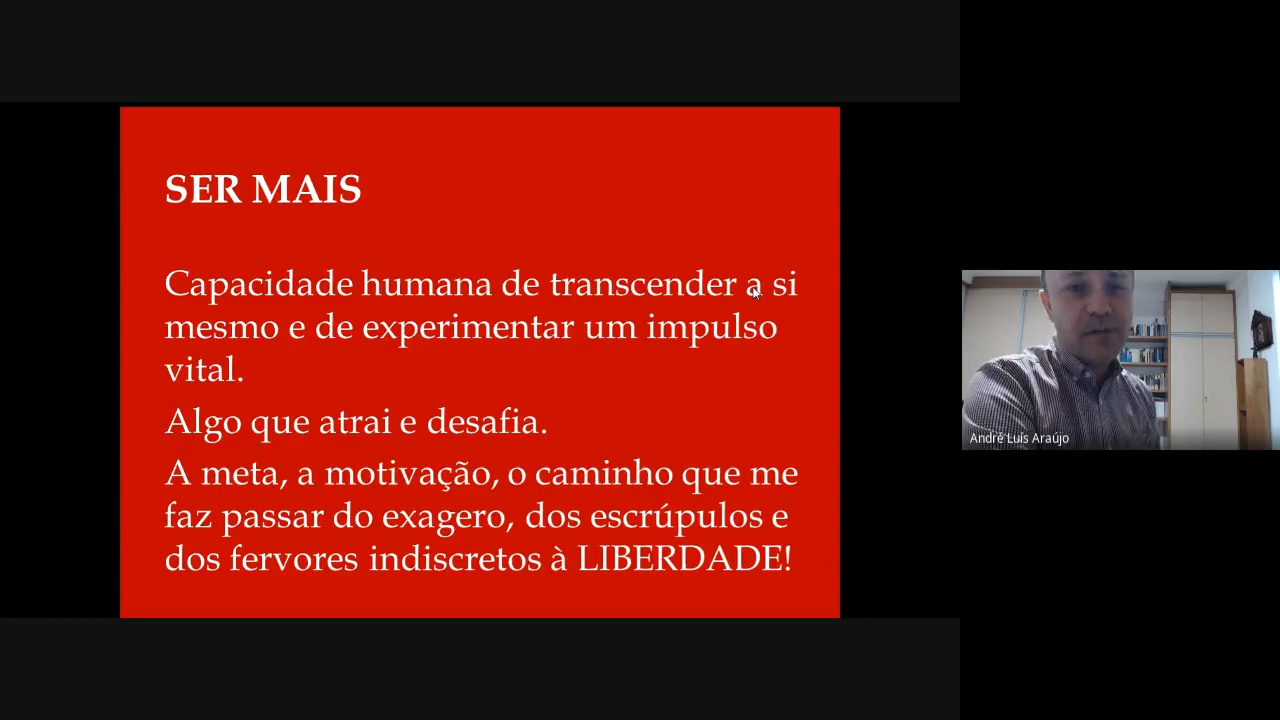 SER MAIS
Capacidade humana de transcender a si
mesmo e de experimentar um impulso
vital.
Algo que atrai e desafia.
A meta, a motivação, o caminho que me
faz passar do exagero, dos escrúpulos e
dos fervores indiscretos à LIBERDADE!
André Luis Araújo